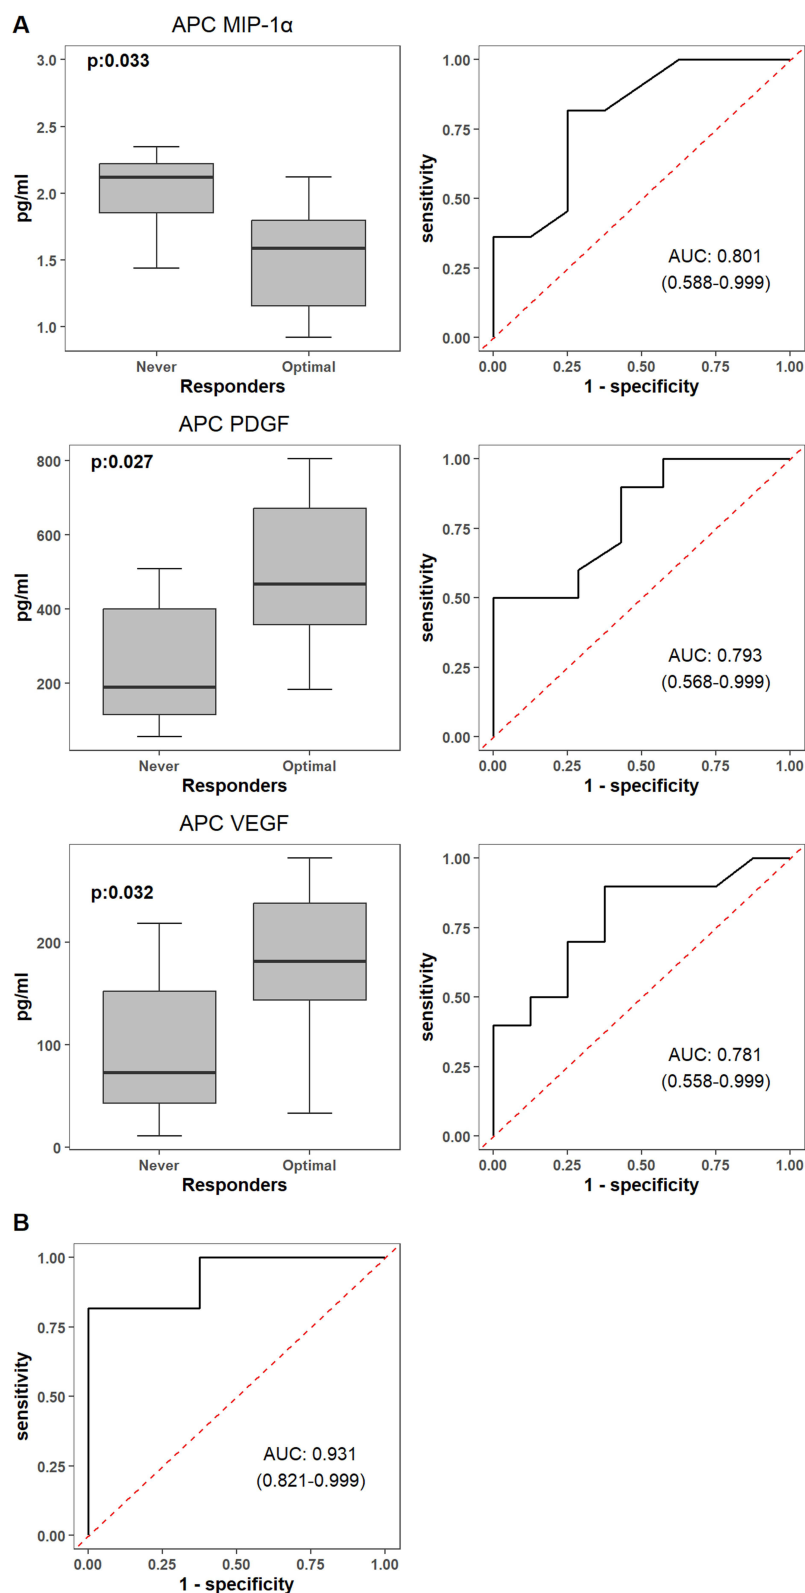 A
APC MIP-1α
p:0.033
3.0
2.5
2.0
1.5
1.0
pg/ml
Never
Optimal
Responders
1.00
0.75
0.50
0.25
0.00
sensitivity
AUC: 0.801
(0.588-0.999)
0.00 0.25 0.50 0.75 1.00
1 - specificity
APC PDGF
p:0.027
800
600
400
200
pg/ml
Never
Optimal
Responders
1.00
0.75
0.50
0.25
0.00
sensitivity
AUC: 0.793
(0.568-0.999)
0.00 0.25 0.50 0.75 1.00
1 - specificity
APC VEGF
p:0.032
200
100
0
pg/ml
Never
Optimal
Responders
1.00
0.75
0.50
0.25
0.00
sensitivity
AUC: 0.781
(0.558-0.999)
0.00 0.25 0.50 0.75 1.00
1 - specificity
B
1.00
0.75
0.50
0.25
0.00
sensitivity
AUC: 0.931
(0.821-0.999)
0.00 0.25 0.50 0.75 1.00
1 - specificity